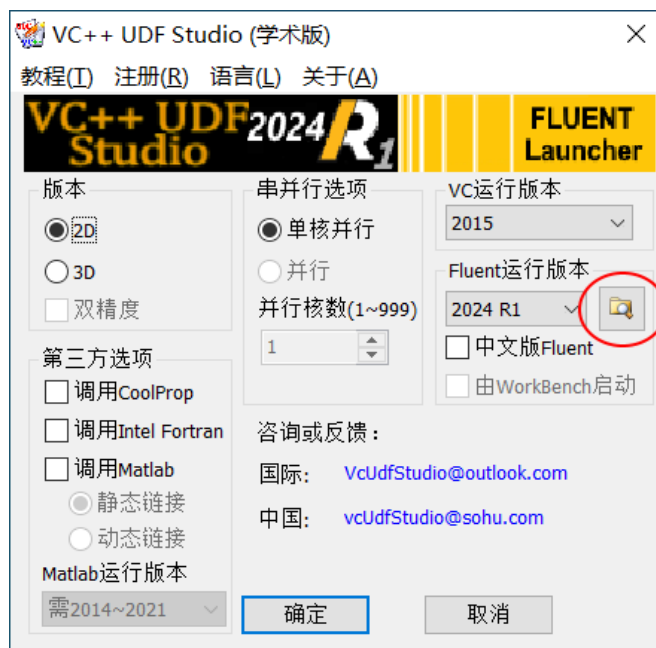 VC++ UDF Studio (学术版)
教程(T) 注册(R) 语言(L) 关于(A)
VC++ UDF Studio 2024 R1
FLUENT Launcher
版本
2D
3D
双精度
第三方选项
调用CoolProp
调用Intel Fortran
调用Matlab
静态链接
动态链接
Matlab运行版本
需2014~2021
串并行选项
单核并行
并行
并行核数(1~999)
1
VC运行版本
2015
Fluent运行版本
2024 R1
中文版Fluent
由WorkBench启动
咨询或反馈:
国际: VcUdfStudio@outlook.com
中国: vcUdfStudio@sohu.com
确定
取消